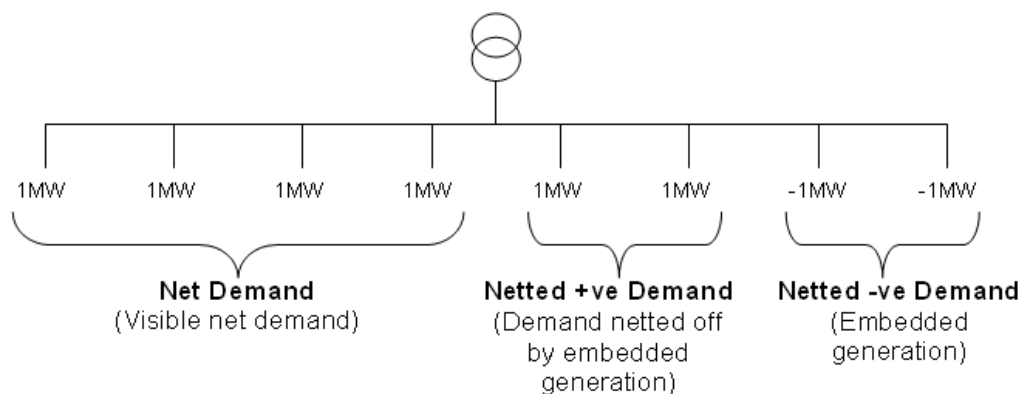 1MW 1MW 1MW 1MW 1MW 1MW -1MW -1MW
Net Demand
(Visible net demand)
Netted +ve Demand
(Demand netted off
by embedded
generation)
Netted -ve Demand
(Embedded
generation)